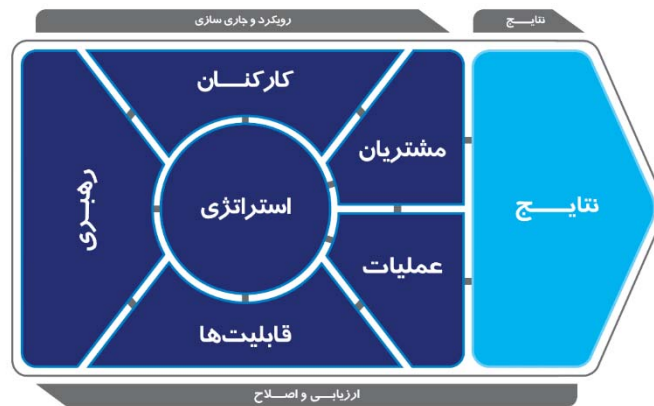 رویکرد و جاری سازی
نتایج
کارکنان
مشتریان
رهبری
استراتژی
نتایج
عملیات
قابلیت‌ها
ارزیابی و اصلاح